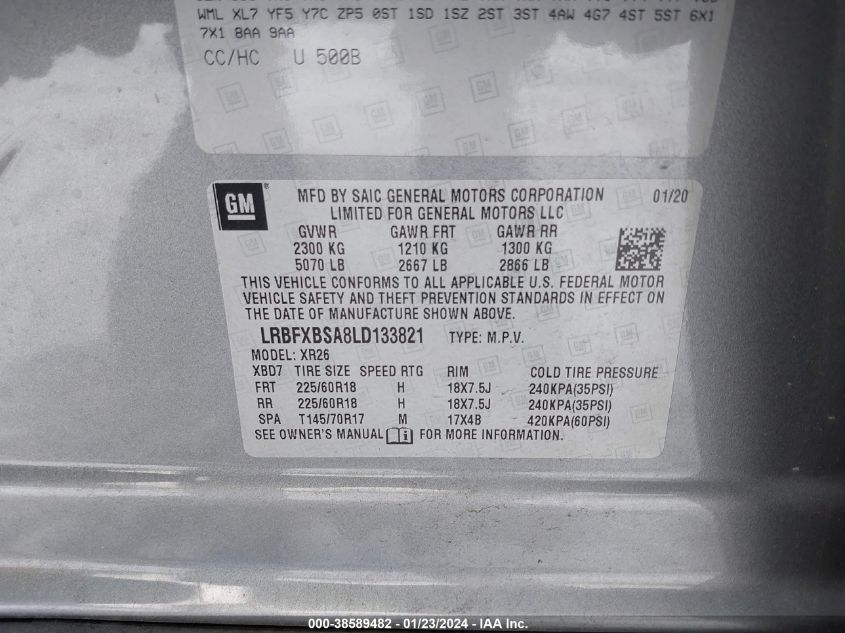 WML XL7 YF5 Y7C ZP5 0ST 1SD 1SZ 2ST 3ST 4AW 4G7 4ST 5ST 6X1
7X1 8AA 9AA
CC/HC U 500B
GM
MFD BY SAIC GENERAL MOTORS CORPORATION 01/20
LIMITED FOR GENERAL MOTORS LLC
GVWR GAWR FRT GAWR RR
2300 KG 1210 KG 1300 KG
5070 LB 2667 LB 2866 LB
THIS VEHICLE CONFORMS TO ALL APPLICABLE U.S. FEDERAL MOTOR
VEHICLE SAFETY AND THEFT PREVENTION STANDARDS IN EFFECT ON
THE DATE OF MANUFACTURE SHOWN ABOVE.
LRBFXBSA8LD133821 TYPE: M.P.V.
MODEL: XR26
XBD7 TIRE SIZE SPEED RTG RIM COLD TIRE PRESSURE
FRT 225/60R18 H 18X7.5J 240KPA(35PSI)
RR 225/60R18 H 18X7.5J 240KPA(35PSI)
SPA T145/70R17 M 17X4B 420KPA(60PSI)
SEE OWNER'S MANUAL FOR MORE INFORMATION.
000-38589482 - 01/23/2024 - IAA Inc.